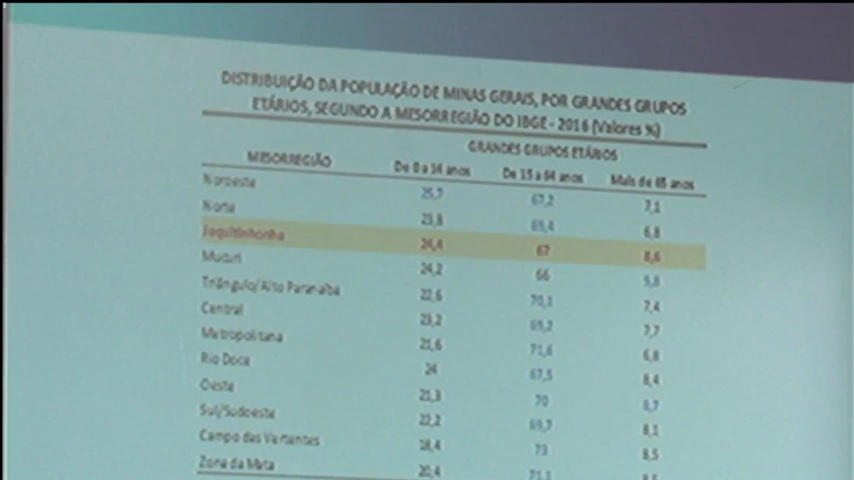 DISTRIBUIÇÃO DA POPULAÇÃO DE MINAS GERAIS, POR GRANDES GRUPOS
ETÁRIOS, SEGUNDO A MESORREGIÃO DO IBGE - 2016 (Valores %)
GRANDES GRUPOS ETÁRIOS
MESORREGIÃO De 0 a 14 anos De 15 a 64 anos Mais de 65 anos
Noroeste 25,7 67,2 7,1
Norte 23,8 69,4 6,8
Jequitinhonha 24,4 67 8,6
Mucuri 24,2 66 9,8
Triângulo/Alto Paranaíba 22,6 70,1 7,4
Central 23,2 69,2 7,7
Metropolitana 21,6 71,6 6,8
Rio Doce 24 67,5 8,4
Oeste 21,3 70 8,7
Sul/Sudoeste 22,2 69,7 8,1
Campo das Vertentes 18,4 73 8,5
Zona da Mata 20,4 71,1